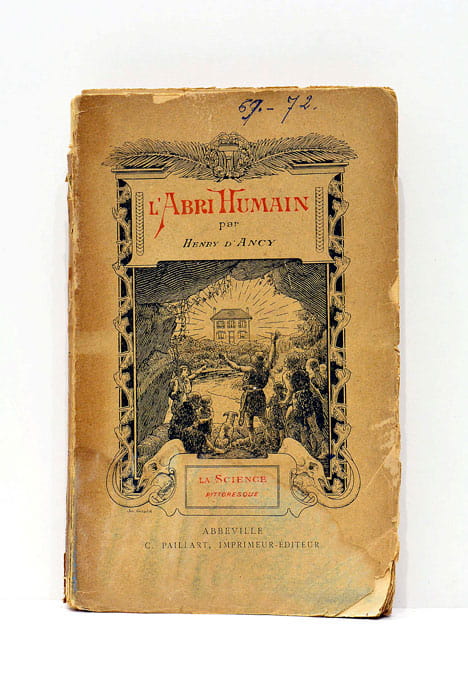 69.-72.
L'ABRI HUMAIN
par
HENRY D'ANCY
LA SCIENCE
PITTORESQUE
ABBEVILLE
C. PAILLART, IMPRIMEUR-ÉDITEUR